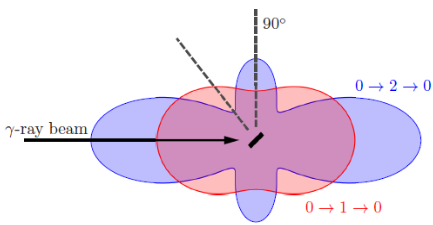 90°
0 → 2 → 0
γ-ray beam
0 → 1 → 0